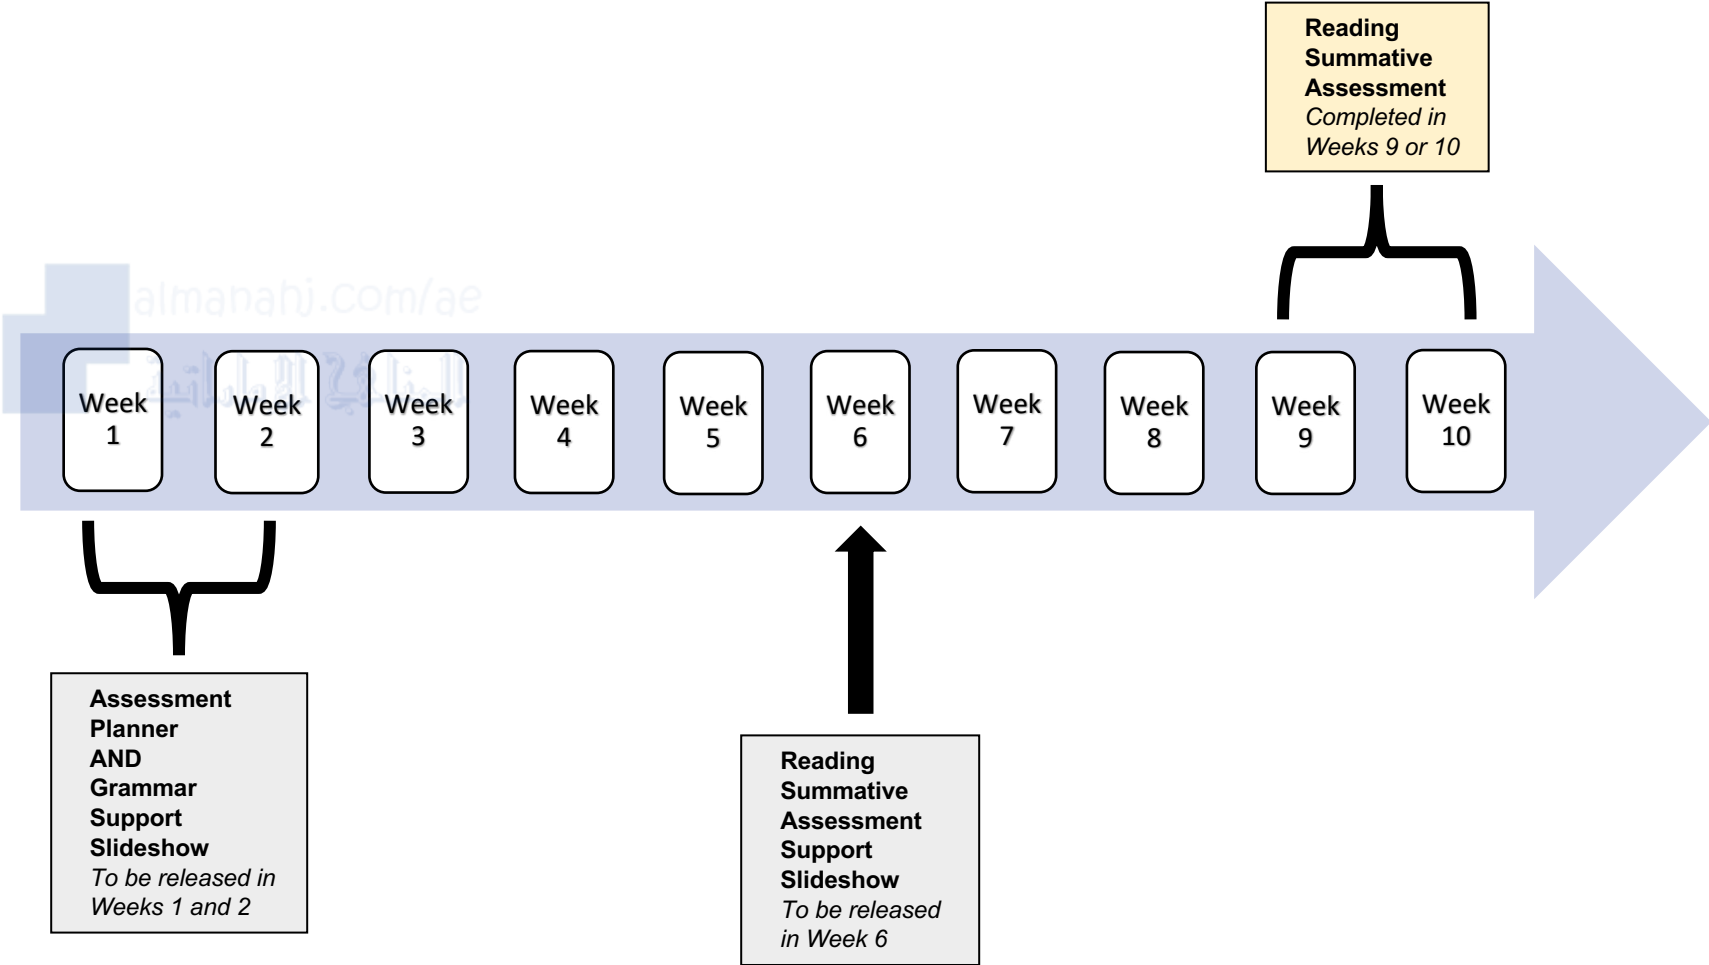 Reading
Summative
Assessment
Completed in
Weeks 9 or 10
almanahj.com/ae
المناهج الإماراتية
Week
1
Week
2
Week
3
Week
4
Week
5
Week
6
Week
7
Week
8
Week
9
Week
10
Assessment
Planner
AND
Grammar
Support
Slideshow
To be released in
Weeks 1 and 2
Reading
Summative
Assessment
Support
Slideshow
To be released
in Week 6